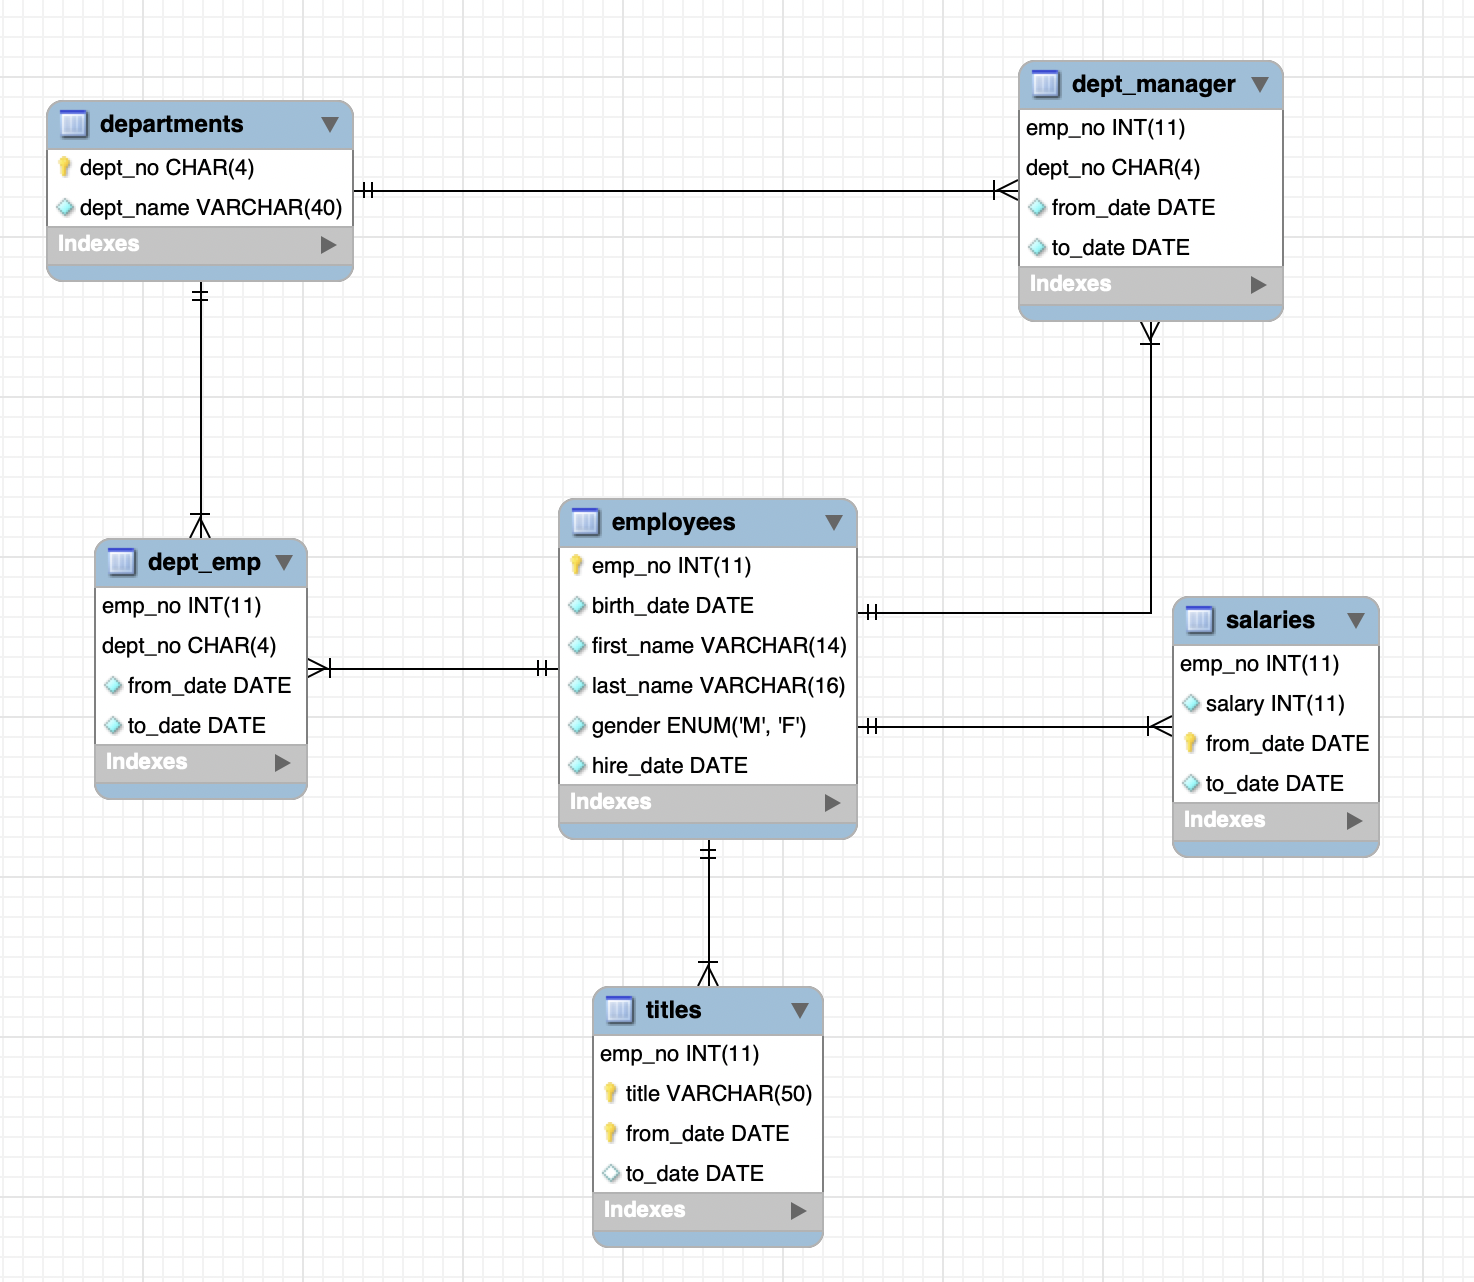 departments
dept_no CHAR(4)
dept_name VARCHAR(40)
Indexes
dept_manager
emp_no INT(11)
dept_no CHAR(4)
from_date DATE
to_date DATE
Indexes
dept_emp
emp_no INT(11)
dept_no CHAR(4)
from_date DATE
to_date DATE
Indexes
employees
emp_no INT(11)
birth_date DATE
first_name VARCHAR(14)
last_name VARCHAR(16)
gender ENUM('M', 'F')
hire_date DATE
Indexes
salaries
emp_no INT(11)
salary INT(11)
from_date DATE
to_date DATE
Indexes
titles
emp_no INT(11)
title VARCHAR(50)
from_date DATE
to_date DATE
Indexes